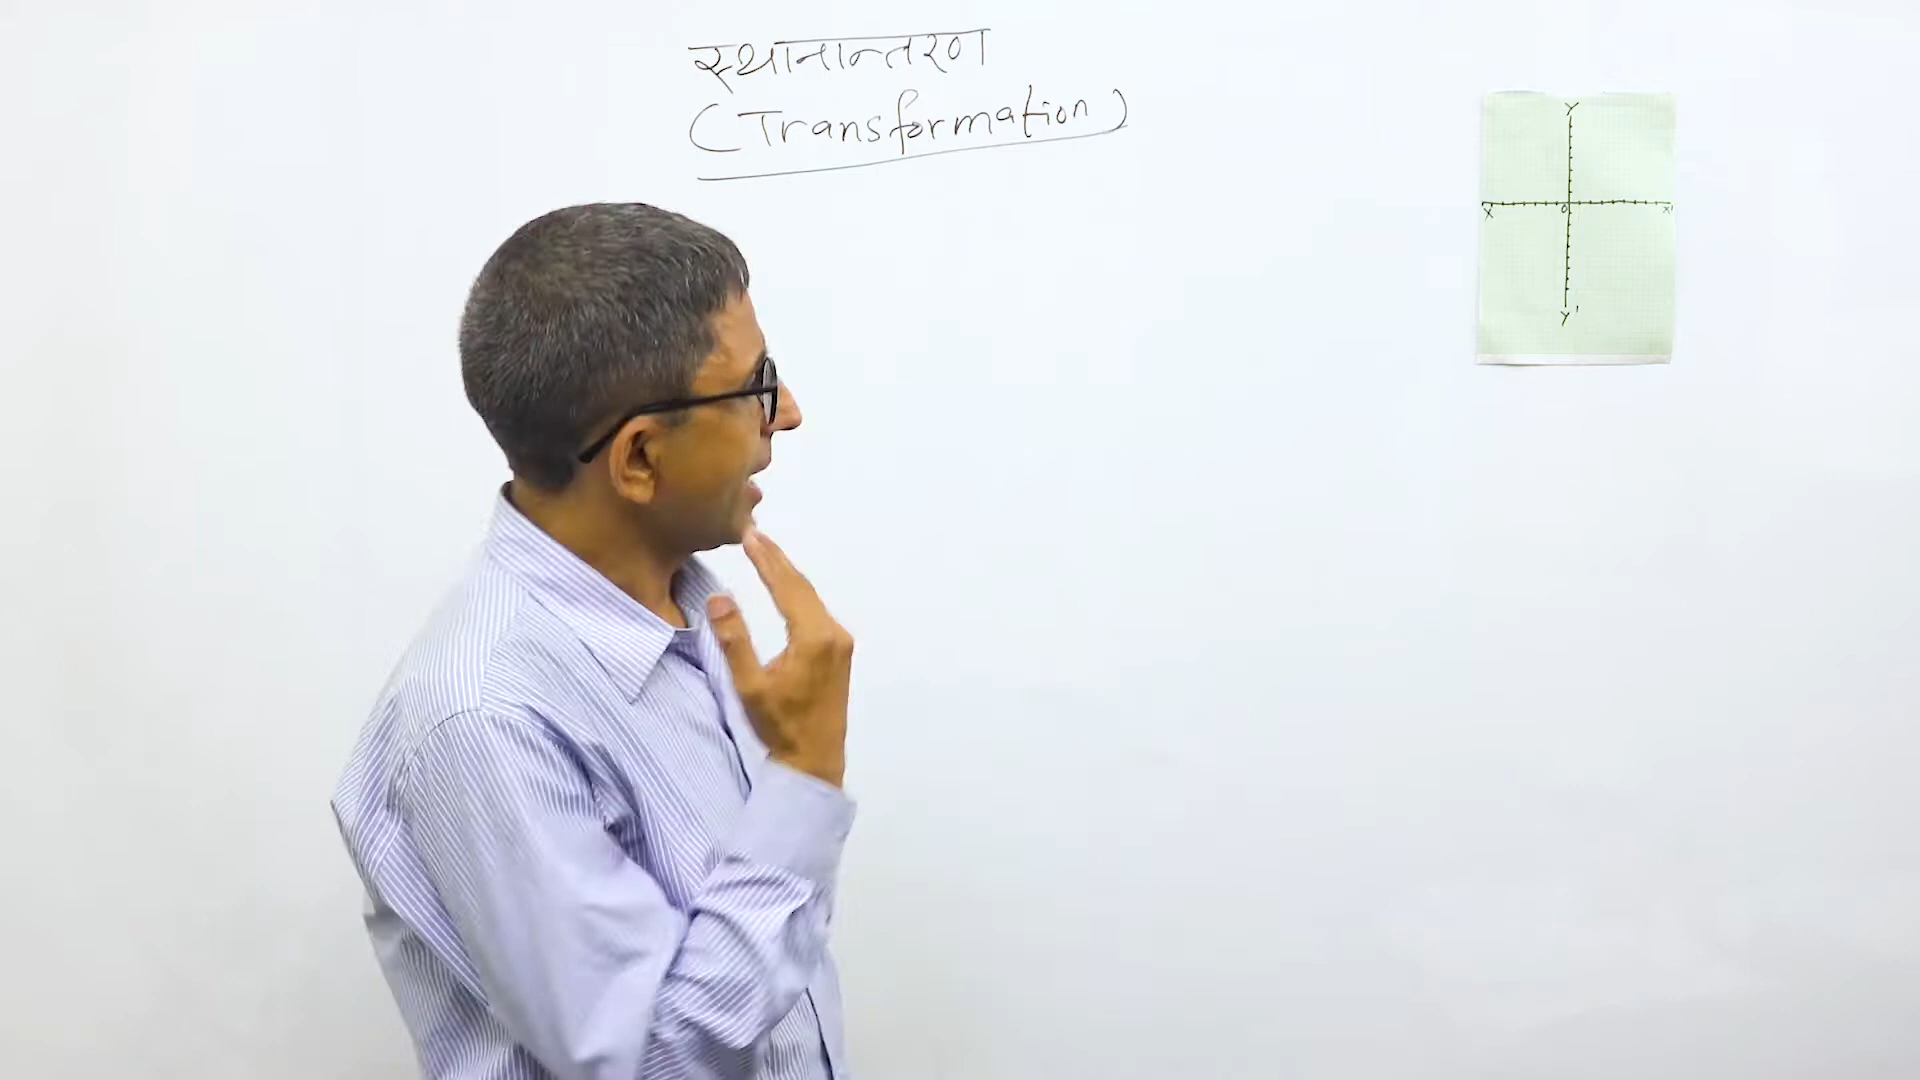 स्थानान्तरण
(Transformation)
Y
X O X'
Y'